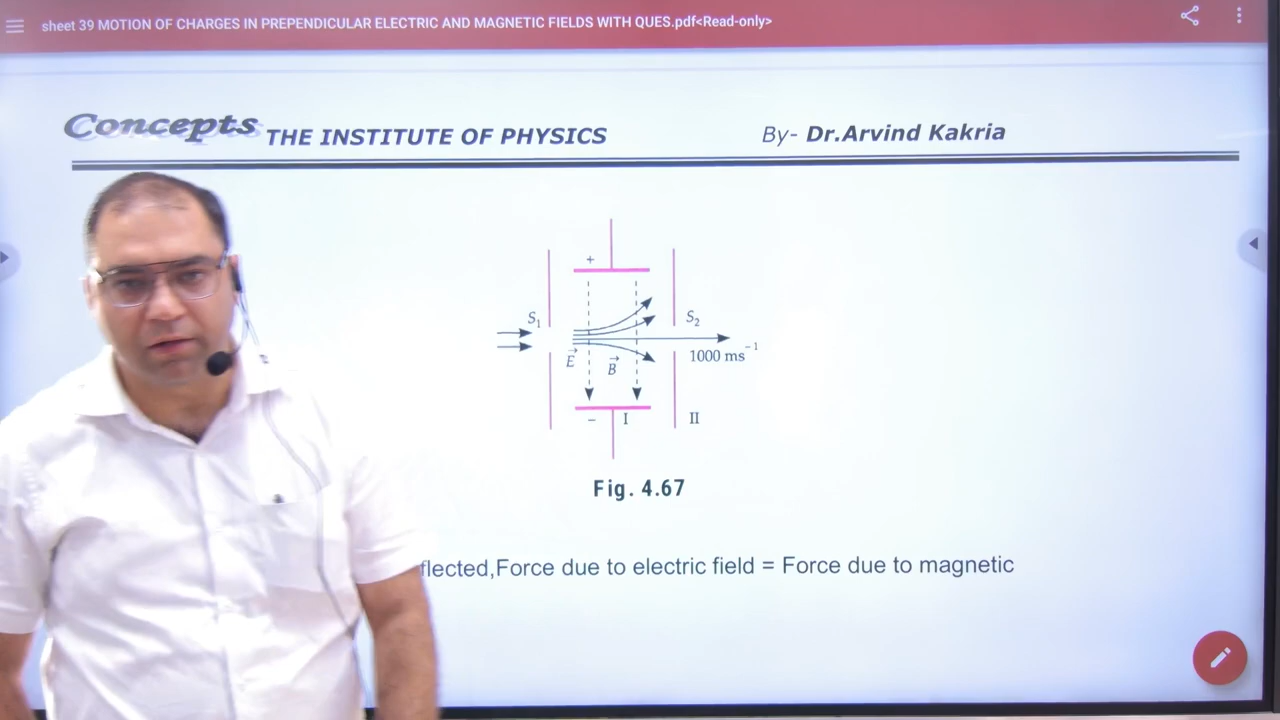 sheet 39 MOTION OF CHARGES IN PREPENDICULAR ELECTRIC AND MAGNETIC FIELDS WITH QUES.pdf<Read-only>
Concepts THE INSTITUTE OF PHYSICS By- Dr.Arvind Kakria
+
S₁ S₂
E⃗ B⃗ 1000 ms⁻¹
− I II
Fig. 4.67
flected,Force due to electric field = Force due to magnetic